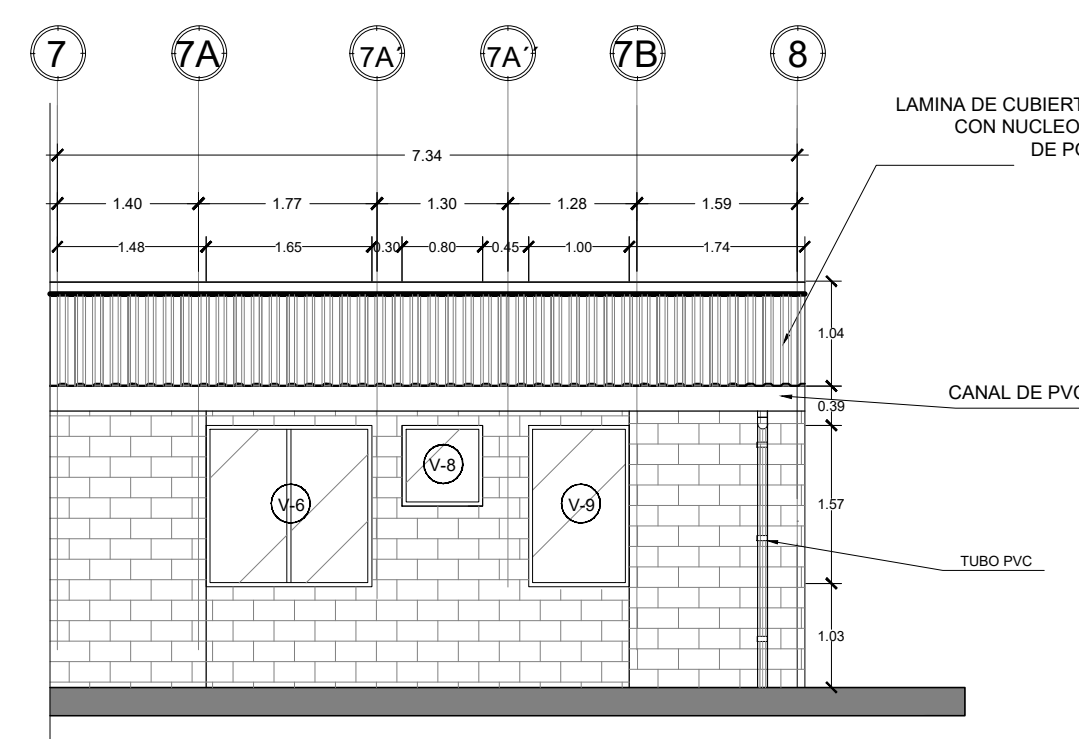 7 7A 7A´ 7A´´ 7B 8
LAMINA DE CUBIERT
CON NUCLEO
DE PO
7.34
1.40 1.77 1.30 1.28 1.59
1.48 1.65 0.30 0.80 0.45 1.00 1.74
1.04
CANAL DE PVC
0.39
V-8
V-6 V-9
1.57
TUBO PVC
1.03